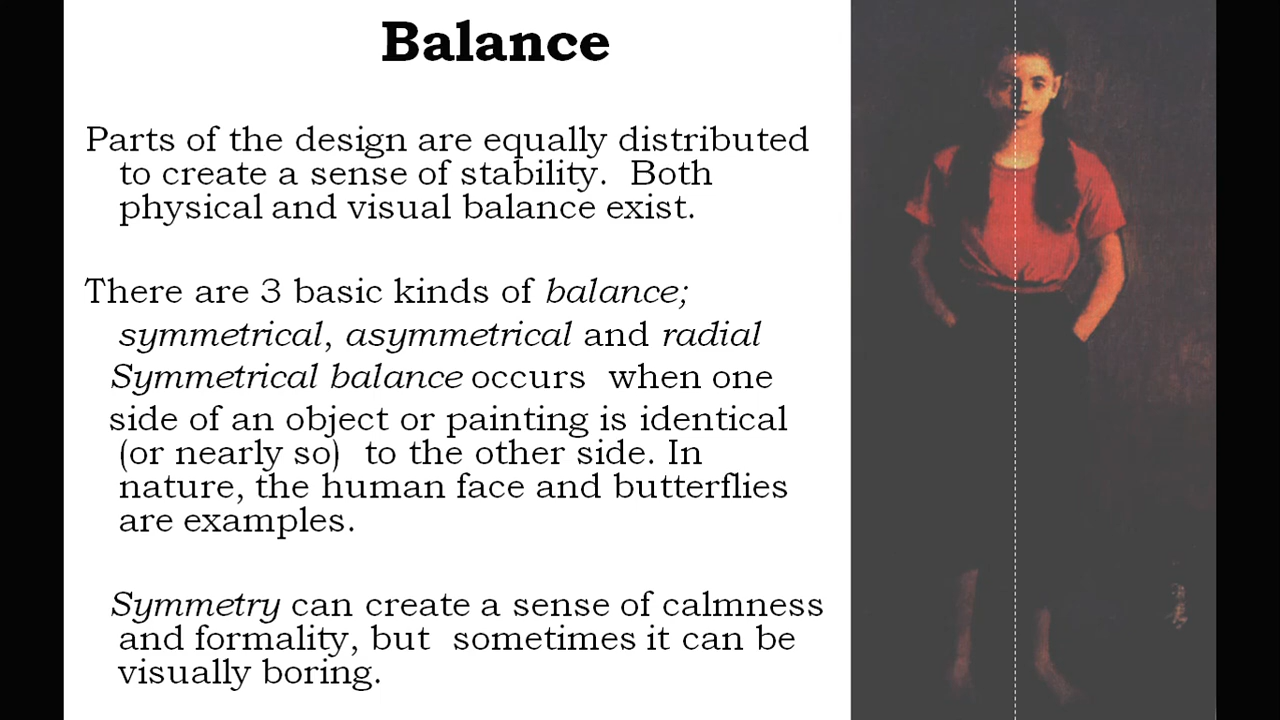 Balance
Parts of the design are equally distributed
to create a sense of stability.  Both
physical and visual balance exist.
There are 3 basic kinds of balance;
symmetrical, asymmetrical and radial
Symmetrical balance occurs  when one
side of an object or painting is identical
(or nearly so)  to the other side. In
nature, the human face and butterflies
are examples.
Symmetry can create a sense of calmness
and formality, but  sometimes it can be
visually boring.